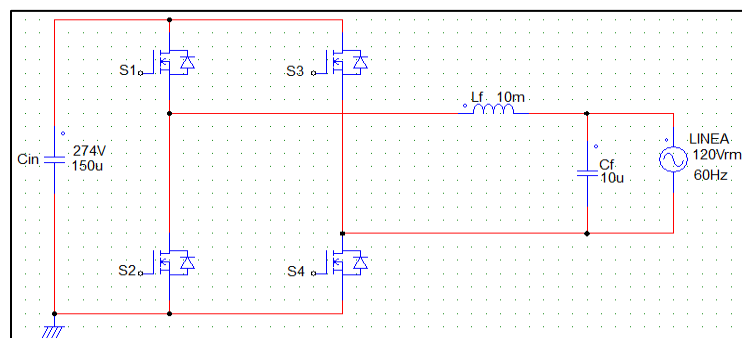 S1
S3
Lf 10m
LINEA
120Vrm
60Hz
Cin
274V
150u
Cf
10u
S2
S4